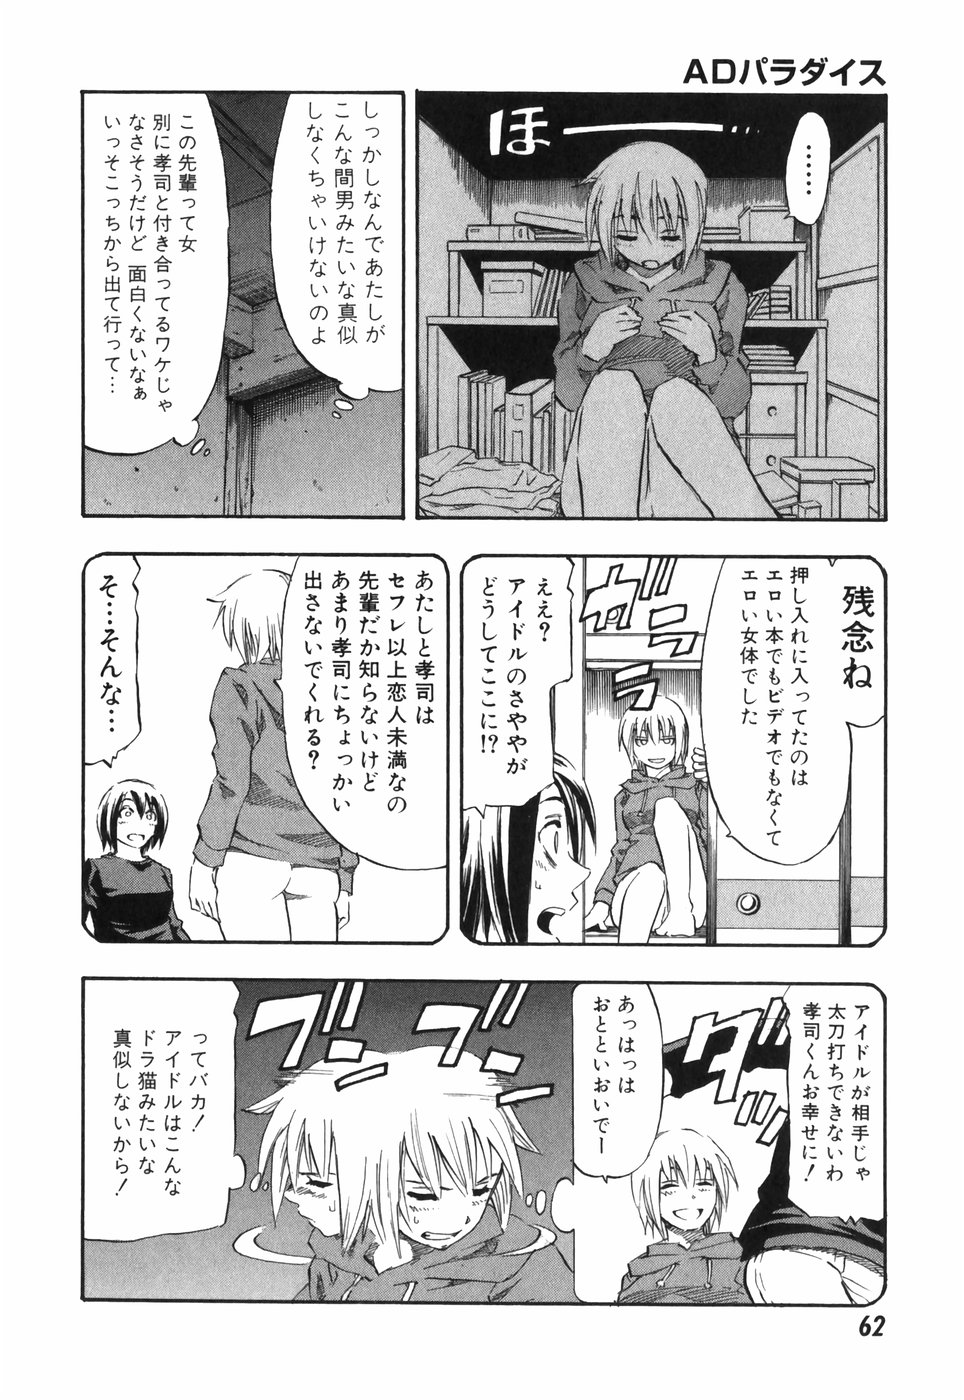 ADパラダイス
……
ほーーー…
しっかしなんであたしが
こんな間男みたいな真似
しなくちゃいけないのよ
この先輩って女
別に孝司と付き合ってるワケじゃ
なさそうだけど 面白くないなぁ
いっそこっちから出て行って…
残念ね
押し入れに入ってたのは
エロい本でもビデオでもなくて
エロい女体でした
ガラッ
ええ?
アイドルのさややが
どうしてここに!?
あたしと孝司は
セフレ以上恋人未満なの
先輩だか知らないけど
あまり孝司にちょっかい
出さないでくれる?
そ…そんな…
アイドルが相手じゃ
太刀打ちできないわ
孝司くんお幸せに!
ダッ
あっはっは
おとといおいでー
ブンブン
ってバカ!
アイドルはこんな
ドラ猫みたいな
真似しないから!
62